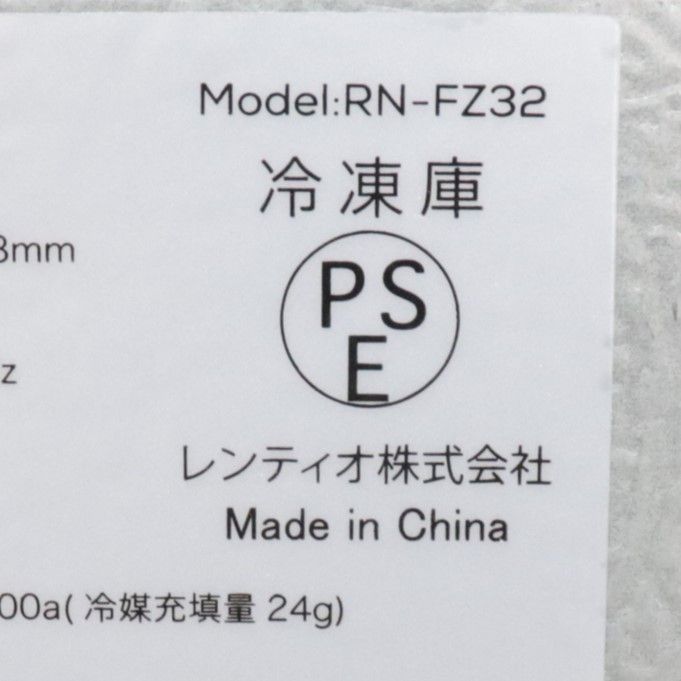 Model:RN-FZ32
冷凍庫
8mm
PS
E
z
レンティオ株式会社
Made in China
00a( 冷媒充填量 24g)